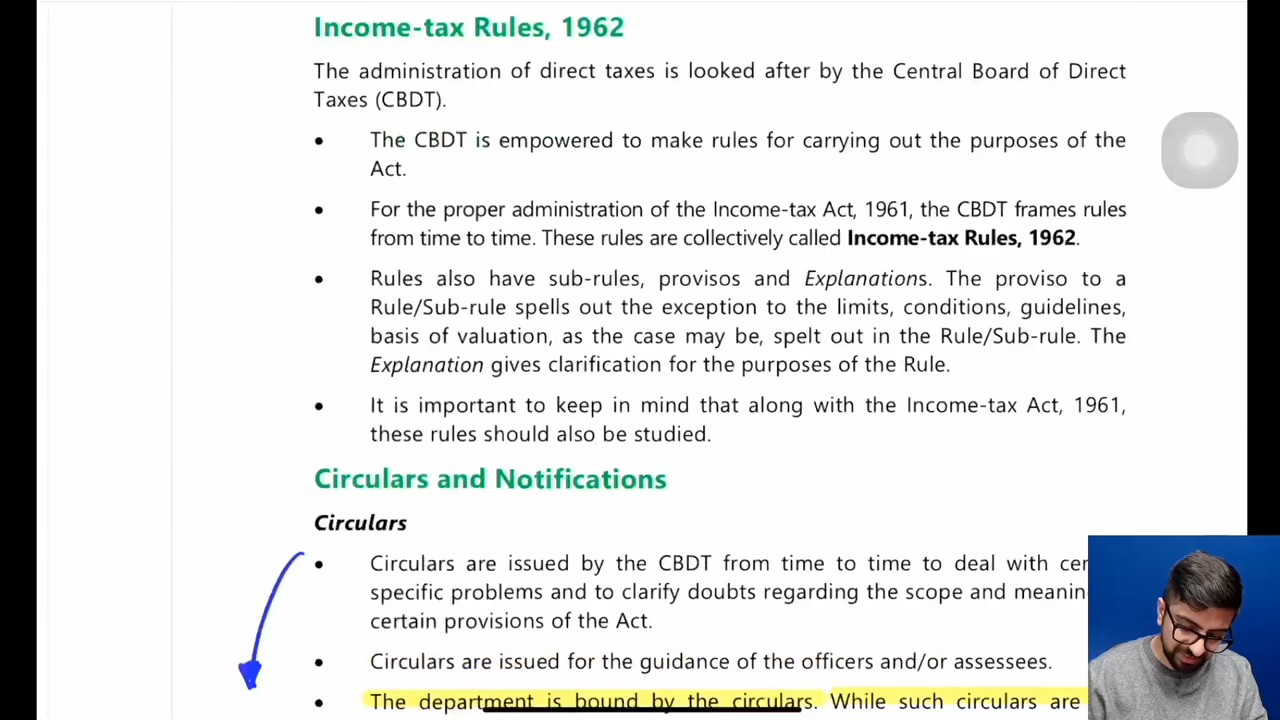 Income-tax Rules, 1962
The administration of direct taxes is looked after by the Central Board of Direct
Taxes (CBDT).
• The CBDT is empowered to make rules for carrying out the purposes of the
Act.
• For the proper administration of the Income-tax Act, 1961, the CBDT frames rules
from time to time. These rules are collectively called Income-tax Rules, 1962.
• Rules also have sub-rules, provisos and Explanations. The proviso to a
Rule/Sub-rule spells out the exception to the limits, conditions, guidelines,
basis of valuation, as the case may be, spelt out in the Rule/Sub-rule. The
Explanation gives clarification for the purposes of the Rule.
• It is important to keep in mind that along with the Income-tax Act, 1961,
these rules should also be studied.
Circulars and Notifications
Circulars
• Circulars are issued by the CBDT from time to time to deal with
specific problems and to clarify doubts regarding the scope and
certain provisions of the Act.
• Circulars are issued for the guidance of the officers and/or assessees.
• The department is bound by the circulars. While such circulars are